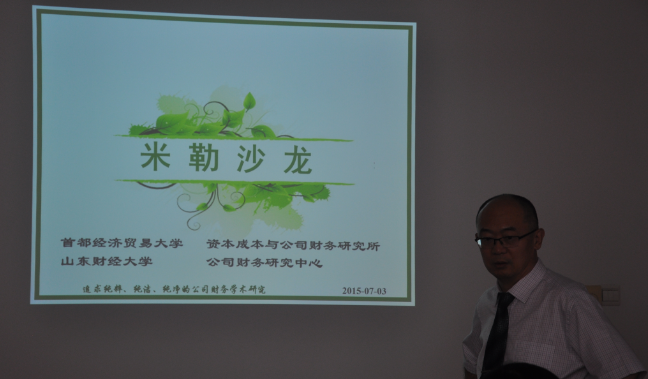 米勒沙龙
首都经济贸易大学 资本成本与公司财务研究所
山东财经大学 公司财务研究中心
追求纯粹、纯洁、纯净的公司财务学术研究 2015-07-03